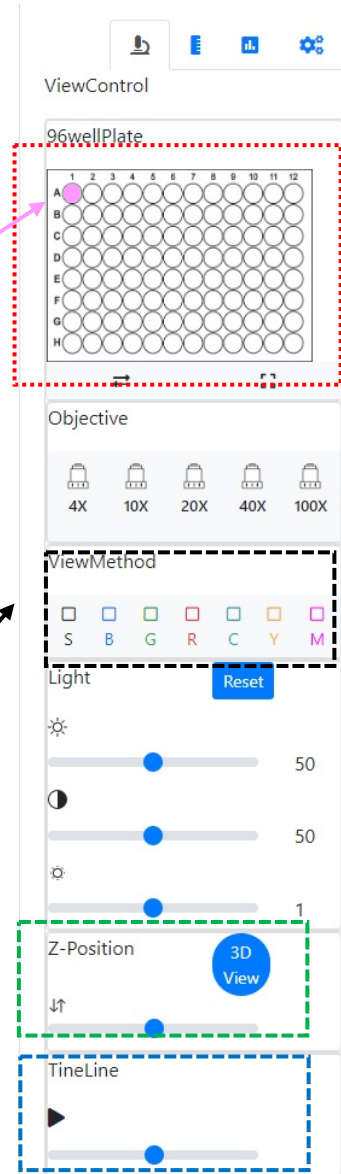 ViewControl
96wellPlate
1 2 3 4 5 6 7 8 9 10 11 12
A
B
C
D
E
F
G
H
Objective
4X 10X 20X 40X 100X
ViewMethod
S B G R C Y M
Light Reset
50
50
1
Z-Position 3D
View
TineLine